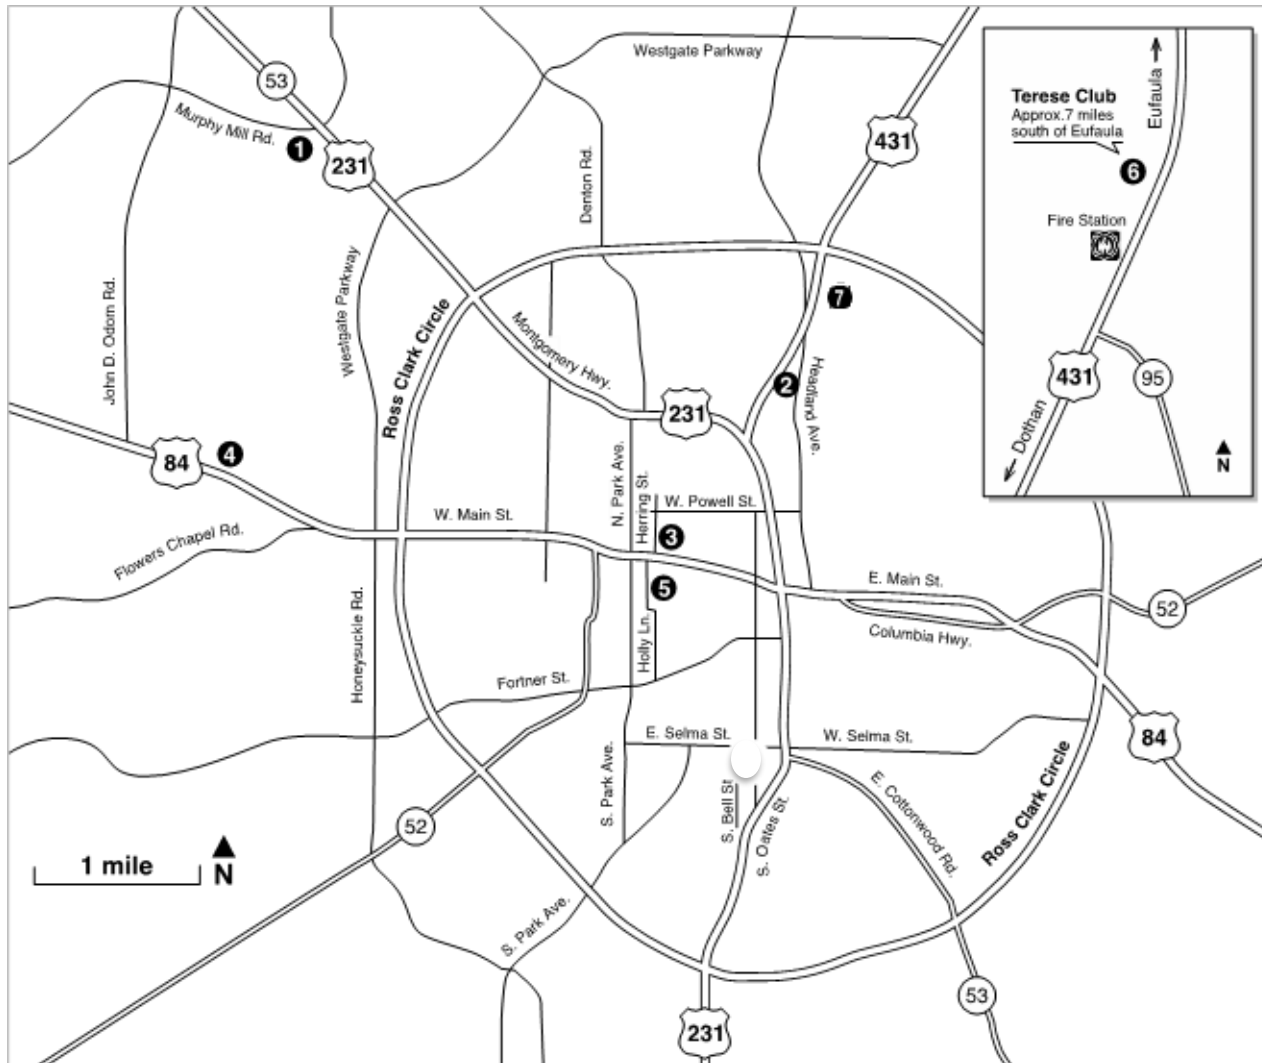 Westgate Parkway
53
Murphy Mill Rd.
1
231
431
Denton Rd.
Terese Club
Approx.7 miles
south of Eufaula
Eufaula
6
Fire Station
431
95
Dothan
N
John D. Odom Rd.
Westgate Parkway
Ross Clark Circle
Montgomery Hwy.
7
2
Headland Ave.
231
84
4
N. Park Ave.
Herring St.
W. Powell St.
W. Main St.
3
Flowers Chapel Rd.
5
E. Main St.
52
Columbia Hwy.
Honeysuckle Rd.
Holly Ln.
Fortner St.
E. Selma St.
W. Selma St.
84
S. Park Ave.
S. Bell St
S. Oates St.
E. Cottonwood Rd.
Ross Clark Circle
52
1 mile
N
S. Park Ave.
53
231